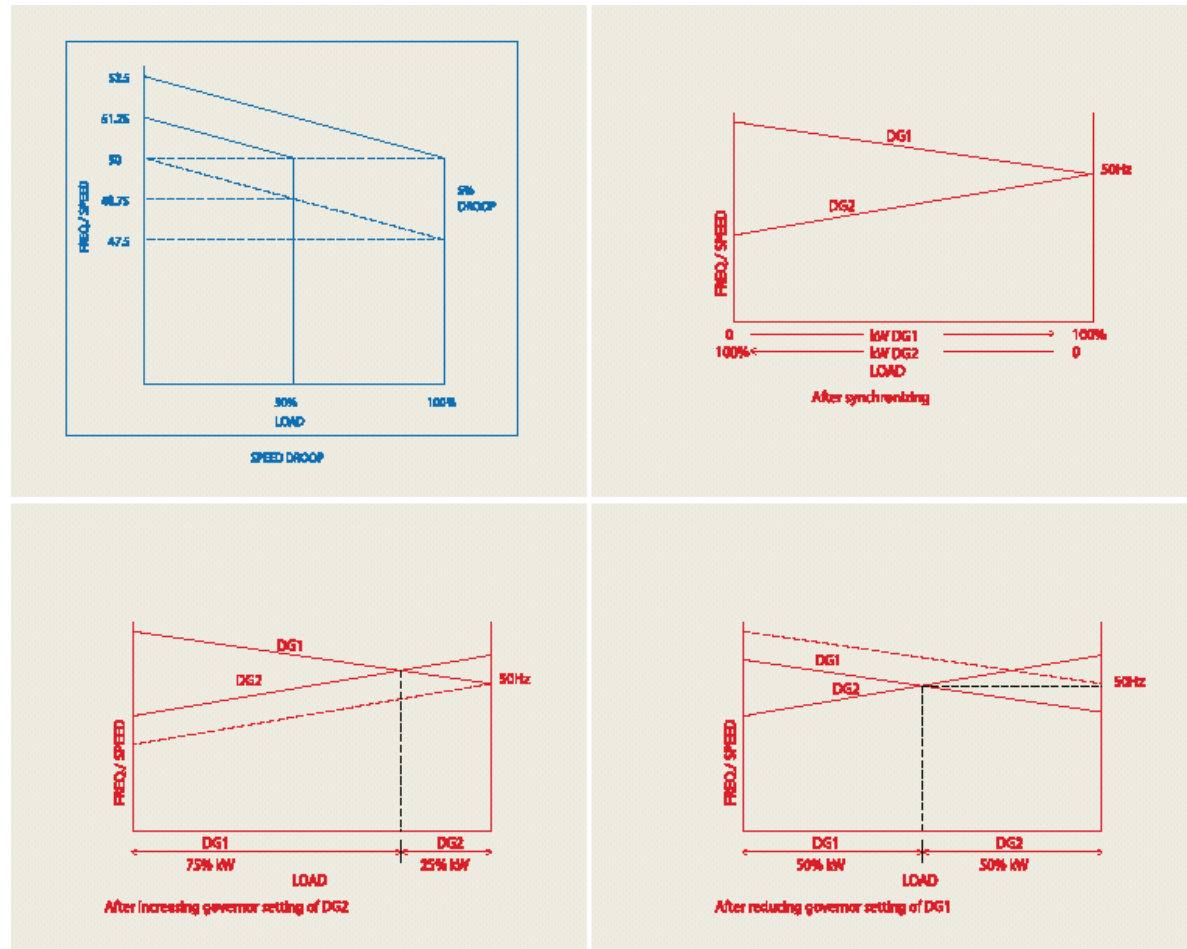 52.5
51.25
50
48.75
47.5
FREQ./ SPEED
5%
DROOP
50%
100%
LOAD
SPEED DROOP
DG1
50Hz
DG2
FREQ./ SPEED
0
kW DG1
100%
100%
kW DG2
0
LOAD
After synchronizing
DG1
DG2
50Hz
FREQ./ SPEED
DG1
DG2
75% kW
25% kW
LOAD
After increasing governor setting of DG2
DG1
DG2
50Hz
FREQ./ SPEED
DG1
DG2
50% kW
50% kW
LOAD
After reducing governor setting of DG1